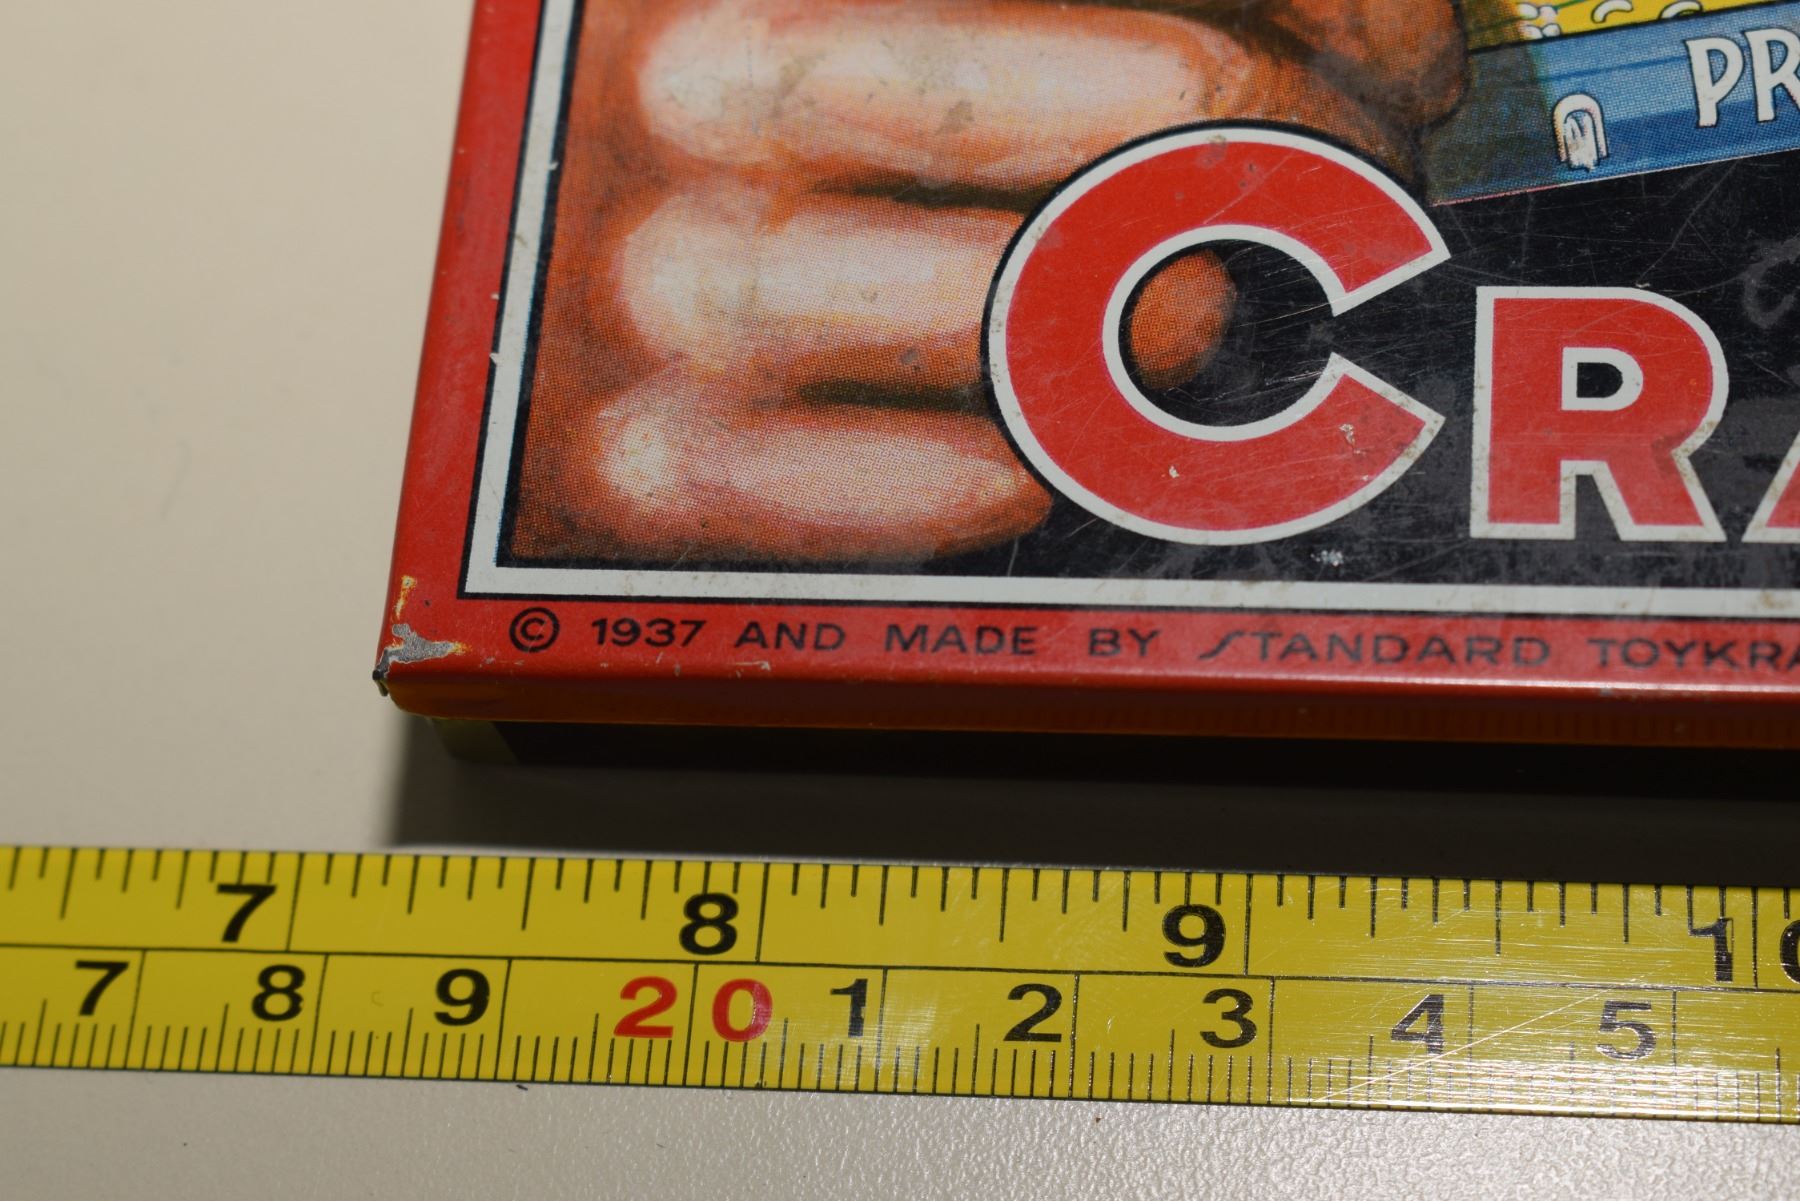 PR
CRA
© 1937 AND MADE BY STANDARD TOYKRA
7 8 9 10
7 8 9 20 1 2 3 4 5